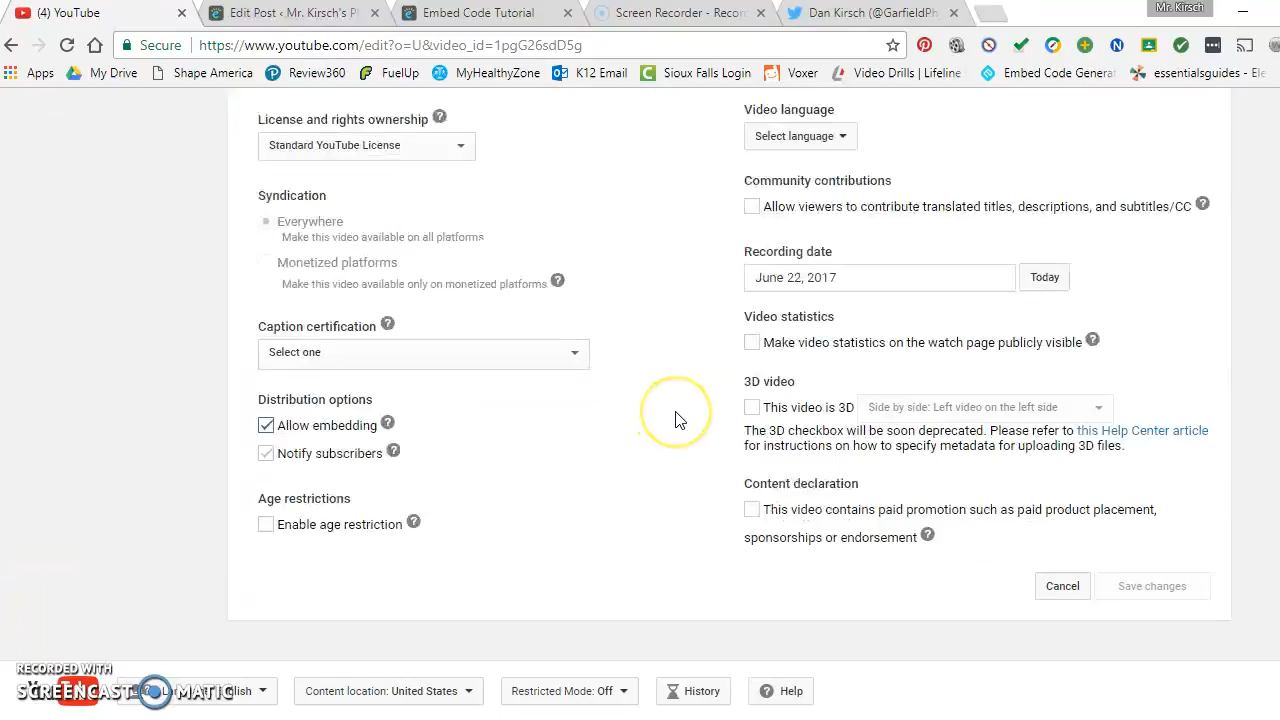 (4) YouTube
Edit Post ‹ Mr. Kirsch's P
Embed Code Tutorial
Screen Recorder - Recor
Dan Kirsch (@GarfieldPh
Mr. Kirsch
Secure
https://www.youtube.com/edit?o=U&video_id=1pgG26sdD5g
Apps
My Drive
Shape America
Review360
FuelUp
MyHealthyZone
K12 Email
Sioux Falls Login
Voxer
Video Drills | Lifeline
Embed Code Genera
essentialsguides - Ele
License and rights ownership
Standard YouTube License
Syndication
Everywhere
Make this video available on all platforms
Monetized platforms
Make this video available only on monetized platforms
Caption certification
Select one
Distribution options
Allow embedding
Notify subscribers
Age restrictions
Enable age restriction
Video language
Select language
Community contributions
Allow viewers to contribute translated titles, descriptions, and subtitles/CC
Recording date
June 22, 2017
Today
Video statistics
Make video statistics on the watch page publicly visible
3D video
This video is 3D
Side by side: Left video on the left side
The 3D checkbox will be soon deprecated. Please refer to this Help Center article
for instructions on how to specify metadata for uploading 3D files.
Content declaration
This video contains paid promotion such as paid product placement,
sponsorships or endorsement
Cancel
Save changes
RECORDED WITH
SCREENCAST MATIC
Content location: United States
Restricted Mode: Off
History
Help